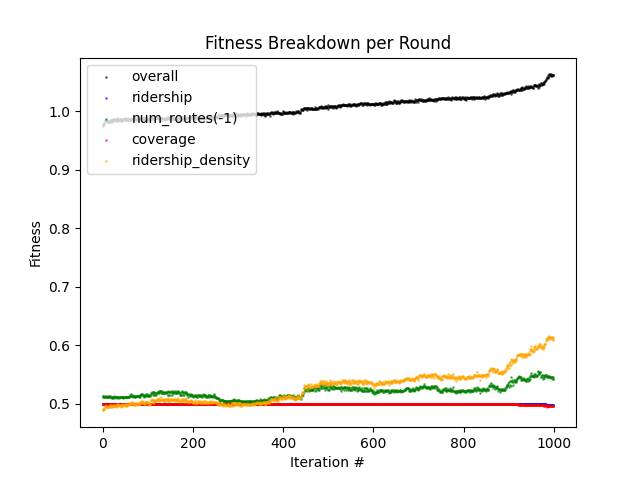 Fitness Breakdown per Round
overall
ridership
num_routes(-1)
coverage
ridership_density
Fitness
1.0
0.9
0.8
0.7
0.6
0.5
0 200 400 600 800 1000
Iteration #